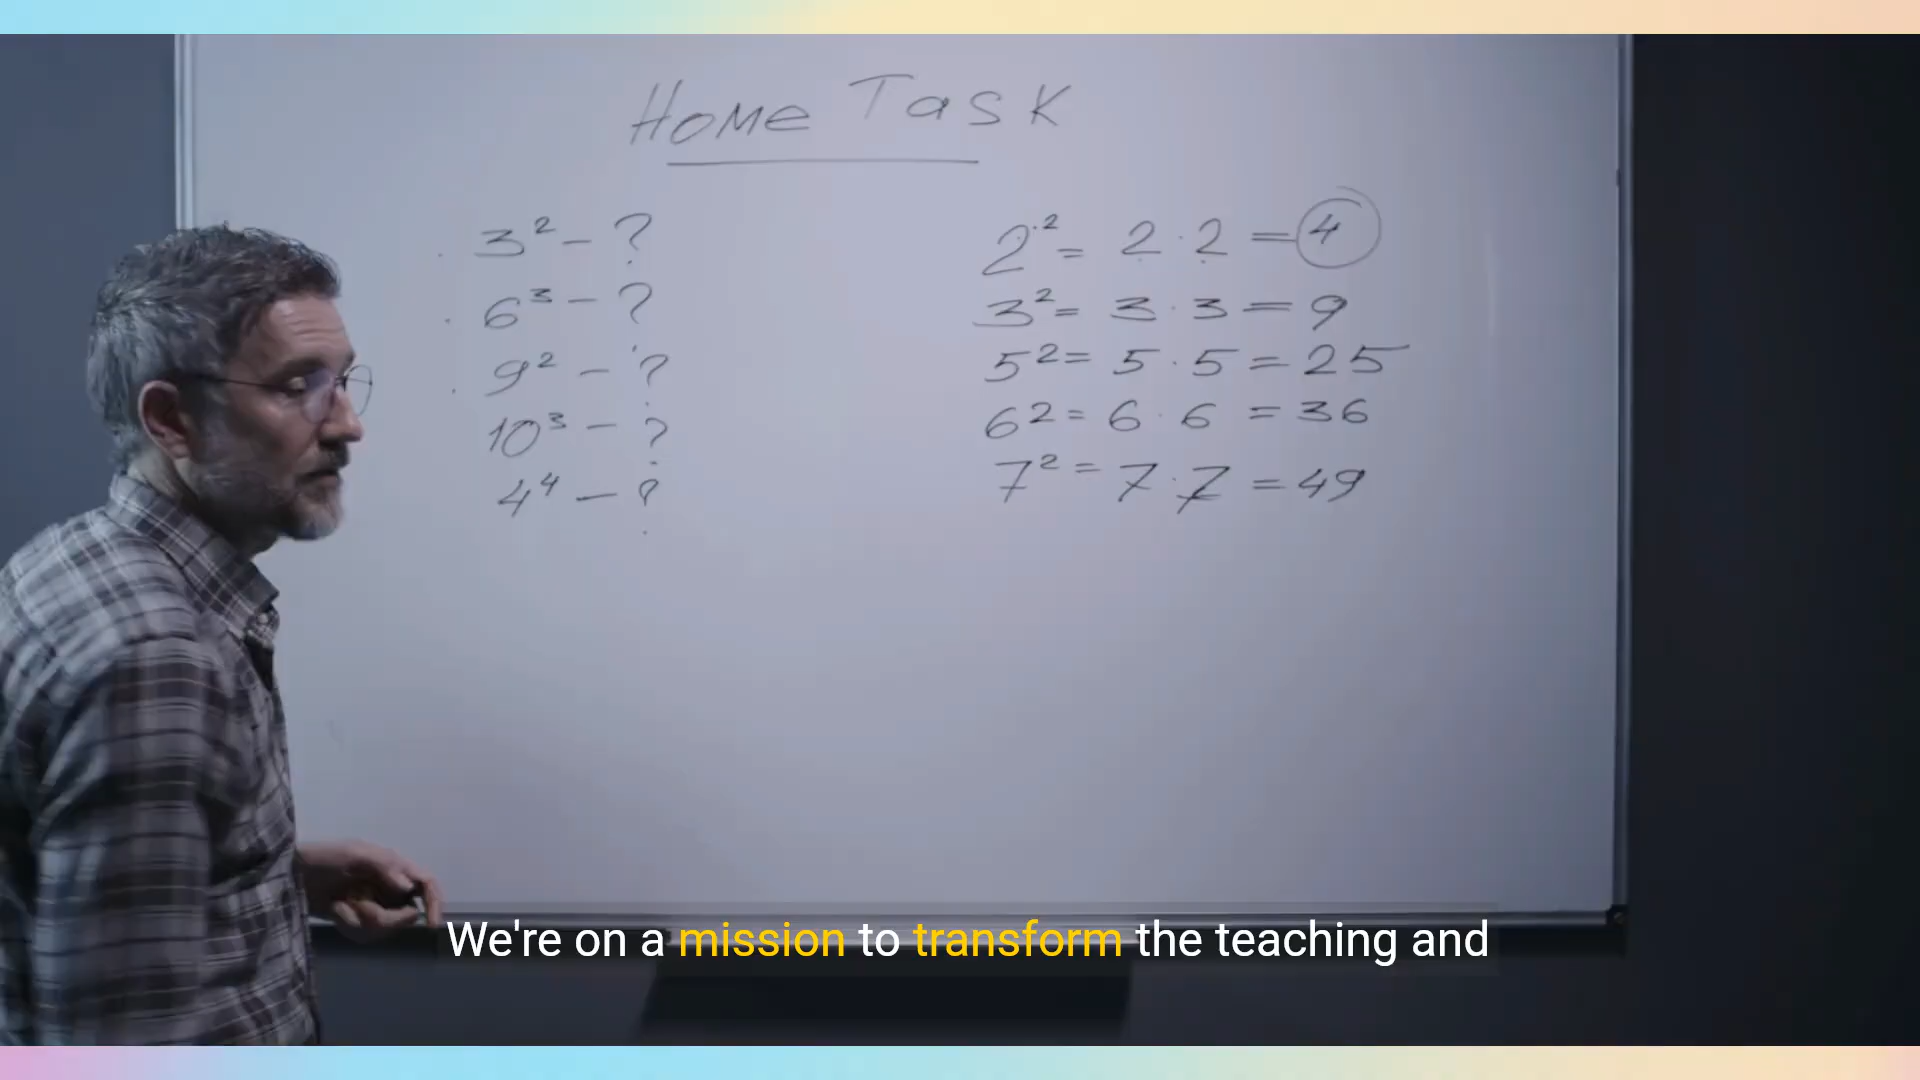 Home Task
3² - ?
6³ - ?
9² - ?
10³ - ?
4⁴ - ?
2² = 2 · 2 = 4
3² = 3 · 3 = 9
5² = 5 · 5 = 25
6² = 6 · 6 = 36
7² = 7 · 7 = 49
We're on a mission to transform the teaching and